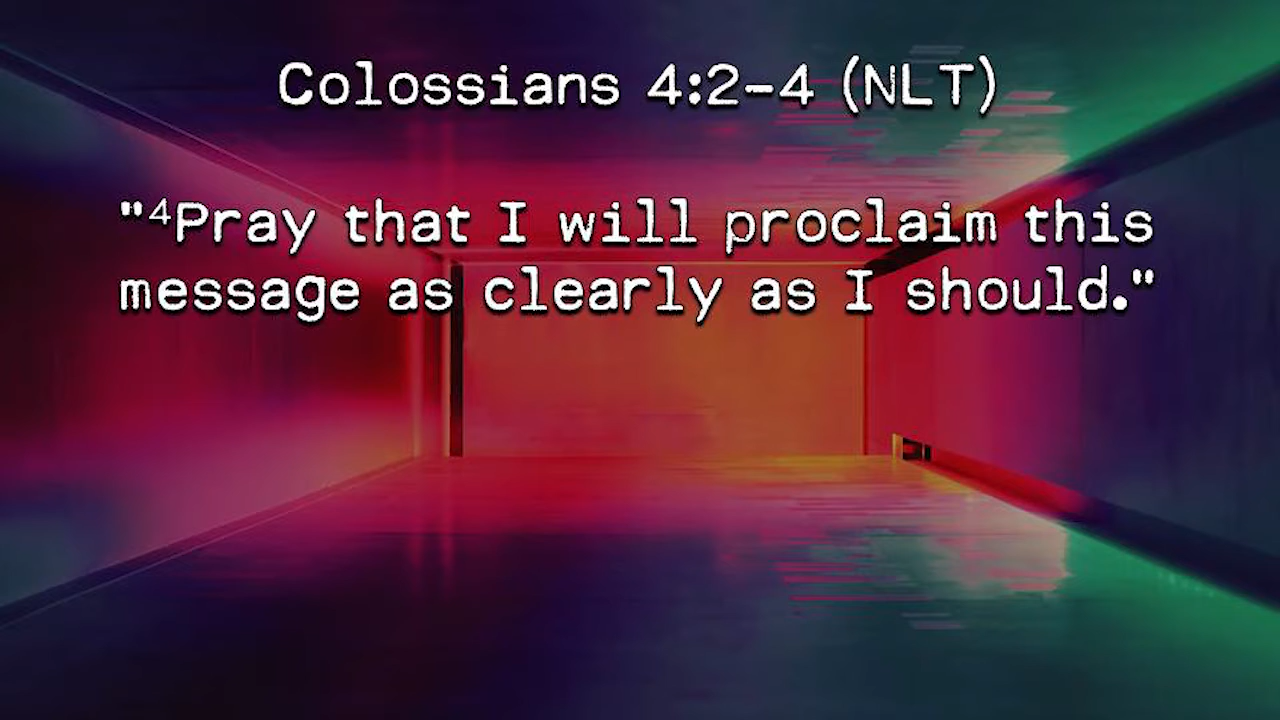 Colossians 4:2-4 (NLT)
"⁴Pray that I will proclaim this
message as clearly as I should."